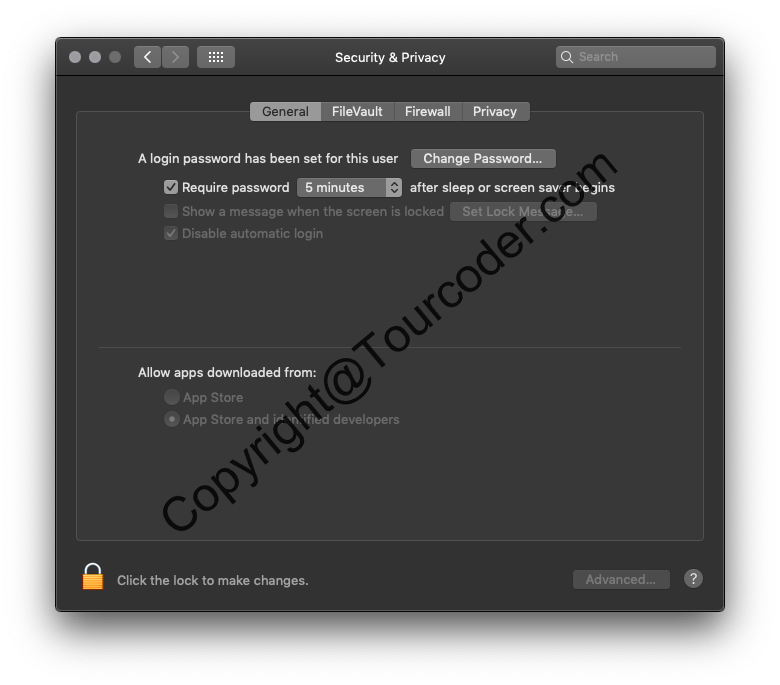 Security & Privacy
Search
General FileVault Firewall Privacy
A login password has been set for this user Change Password...
Require password 5 minutes after sleep or screen saver begins
Show a message when the screen is locked Set Lock Message...
Disable automatic login
Allow apps downloaded from:
App Store
App Store and identified developers
Copyright@Tourcoder.com
Click the lock to make changes. Advanced... ?